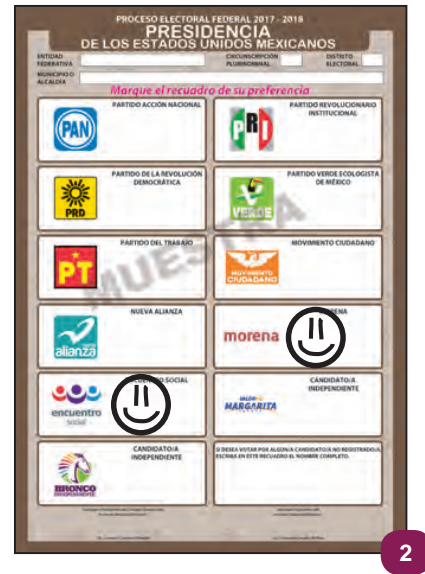 PROCESO ELECTORAL FEDERAL 2017 - 2018
PRESIDENCIA
DE LOS ESTADOS UNIDOS MEXICANOS
ENTIDAD
FEDERATIVA
CIRCUNSCRIPCIÓN
PLURINOMINAL
DISTRITO
ELECTORAL
MUNICIPIO O
ALCALDÍA
Marque el recuadro de su preferencia
PARTIDO ACCIÓN NACIONAL
PAN
PARTIDO REVOLUCIONARIO
INSTITUCIONAL
PRI
PARTIDO DE LA REVOLUCIÓN
DEMOCRÁTICA
PRD
PARTIDO VERDE ECOLOGISTA
DE MÉXICO
VERDE
MUESTRA
PARTIDO DEL TRABAJO
PT
MOVIMIENTO CIUDADANO
MOVIMIENTO
CIUDADANO
NUEVA ALIANZA
alianza
morena
SOCIAL
encuentro
social
CANDIDATO/A
INDEPENDIENTE
MARGARITA
CANDIDATO/A
INDEPENDIENTE
BRONCO
INDEPENDIENTE
SI DESEA VOTAR POR ALGÚN/A CANDIDATO/A NO REGISTRADO/A,
ESCRIBA EN ESTE RECUADRO EL NOMBRE COMPLETO.
2